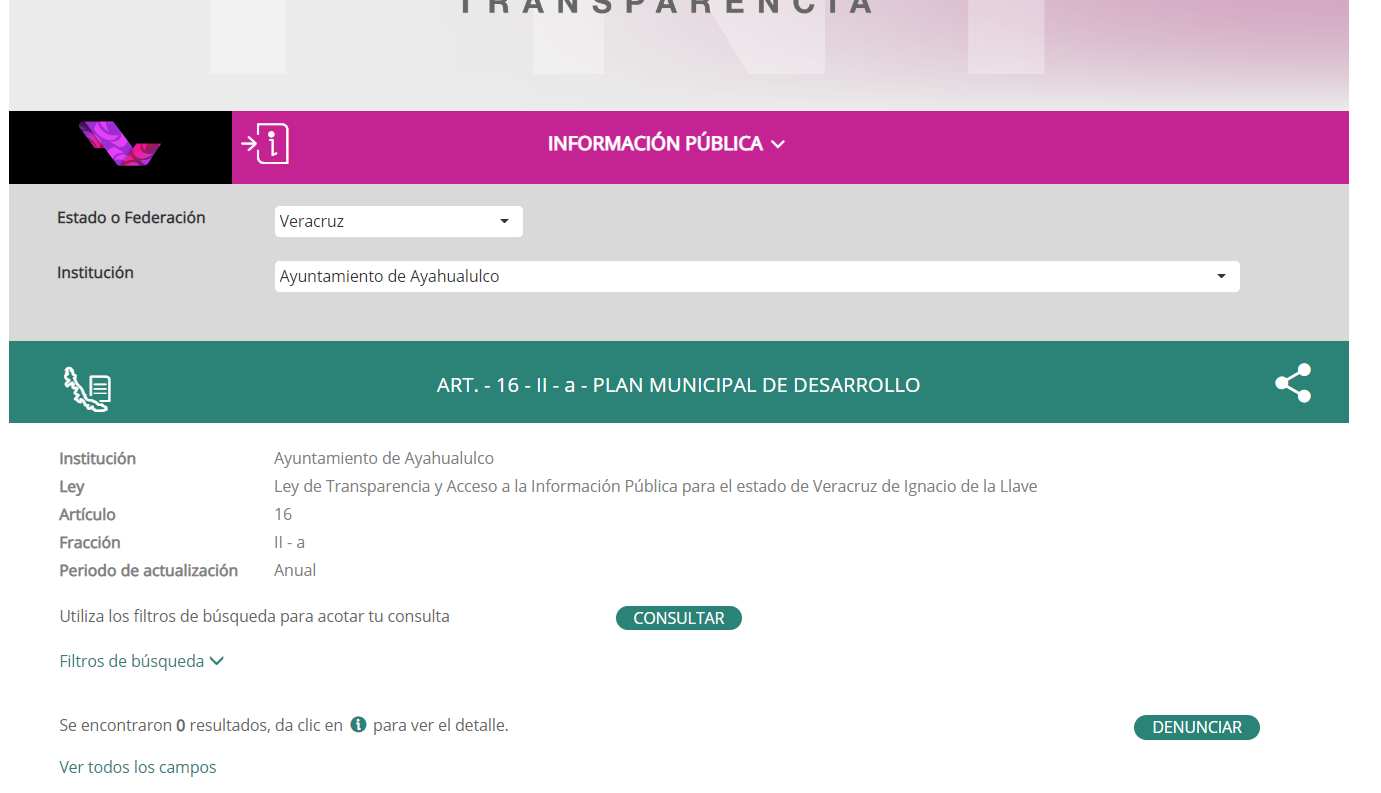 TRANSPARENCIA
INFORMACIÓN PÚBLICA
Estado o Federación Veracruz
Institución Ayuntamiento de Ayahualulco
ART. - 16 - II - a - PLAN MUNICIPAL DE DESARROLLO
Institución Ayuntamiento de Ayahualulco
Ley Ley de Transparencia y Acceso a la Información Pública para el estado de Veracruz de Ignacio de la Llave
Artículo 16
Fracción II - a
Periodo de actualización Anual
Utiliza los filtros de búsqueda para acotar tu consulta CONSULTAR
Filtros de búsqueda
Se encontraron 0 resultados, da clic en i para ver el detalle. DENUNCIAR
Ver todos los campos